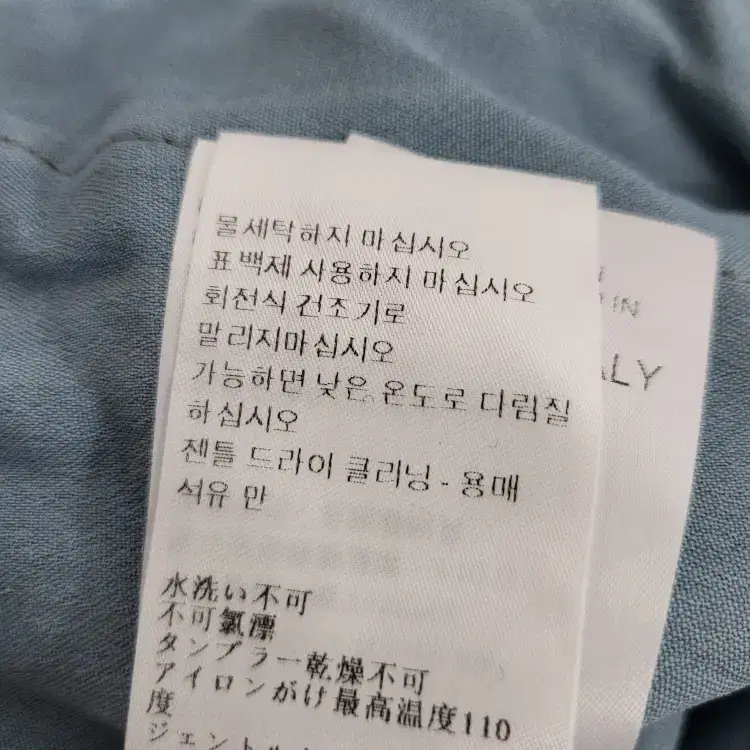 물세탁하지 마십시오
표백제 사용하지 마십시오
회전식 건조기로
말리지마십시오
가능하면 낮은 온도로 다림질
하십시오
젠틀 드라이 클리닝 - 용매
석유 만
水洗い不可
不可氯漂
タンブラー乾燥不可
アイロンがけ最高温度110
度
IN
ALY